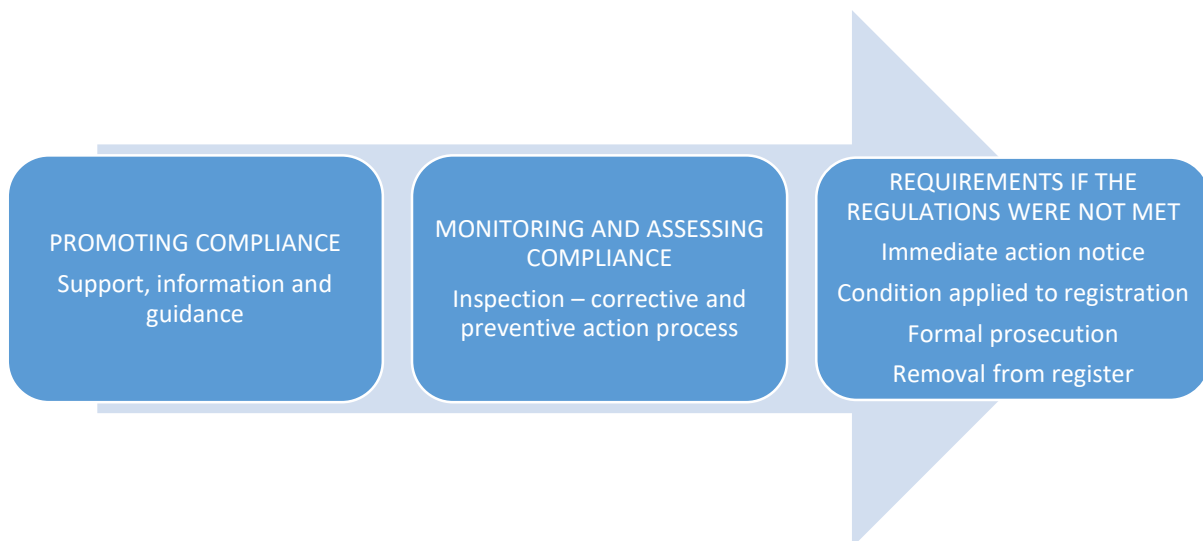 PROMOTING COMPLIANCE
Support, information and
guidance
MONITORING AND ASSESSING
COMPLIANCE
Inspection – corrective and
preventive action process
REQUIREMENTS IF THE
REGULATIONS WERE NOT MET
Immediate action notice
Condition applied to registration
Formal prosecution
Removal from register